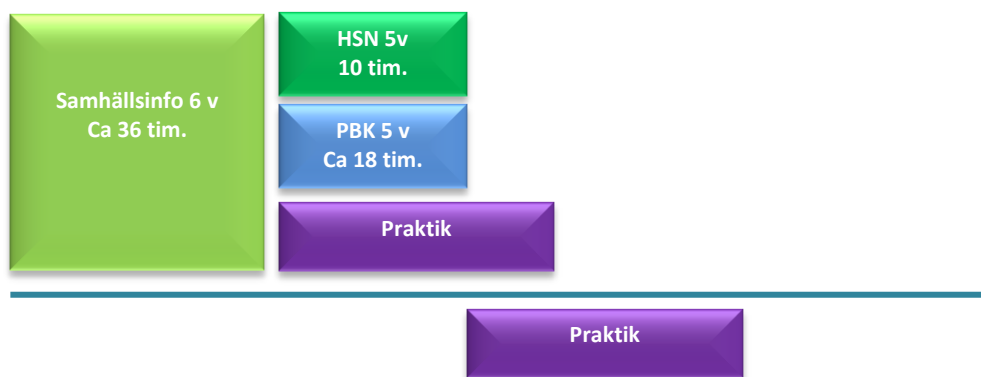 Samhällsinfo 6 v
Ca 36 tim.
HSN 5v
10 tim.
PBK 5 v
Ca 18 tim.
Praktik
Praktik